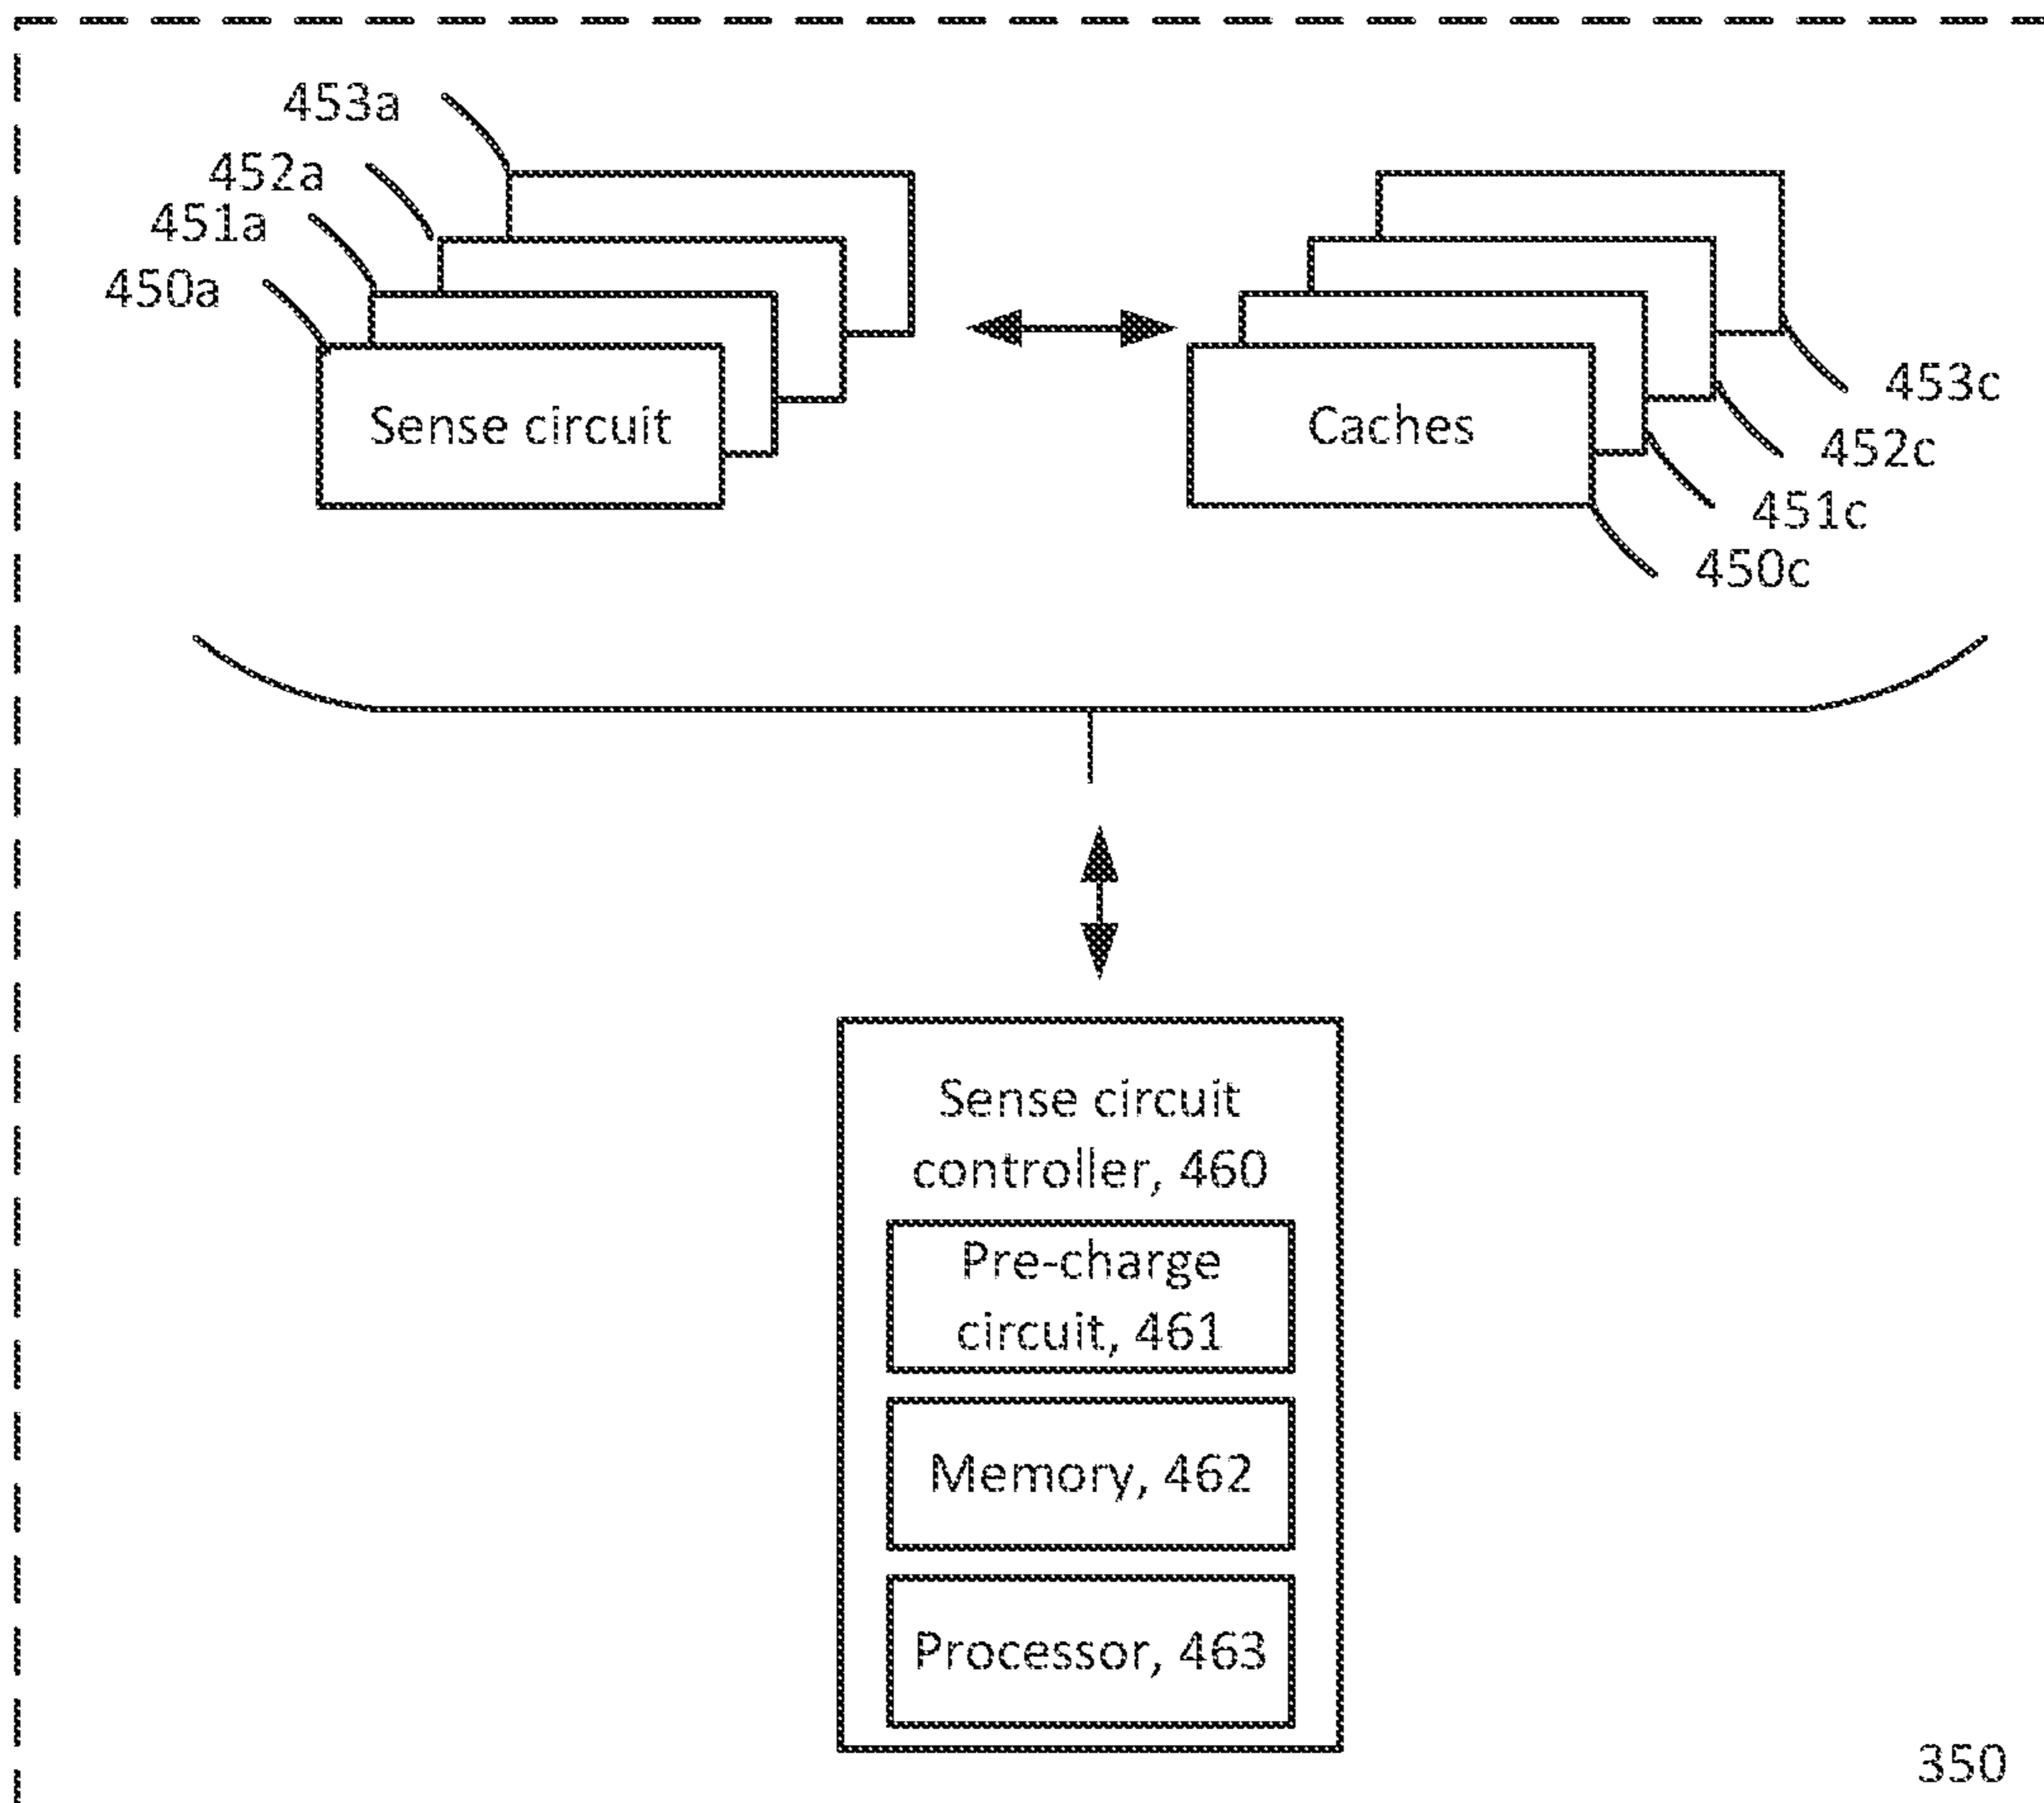 453a
452a
451a
450a
Sense circuit
Caches
453c
452c
451c
450c
Sense circuit
controller, 460
Pre-charge
circuit, 461
Memory, 462
Processor, 463
350